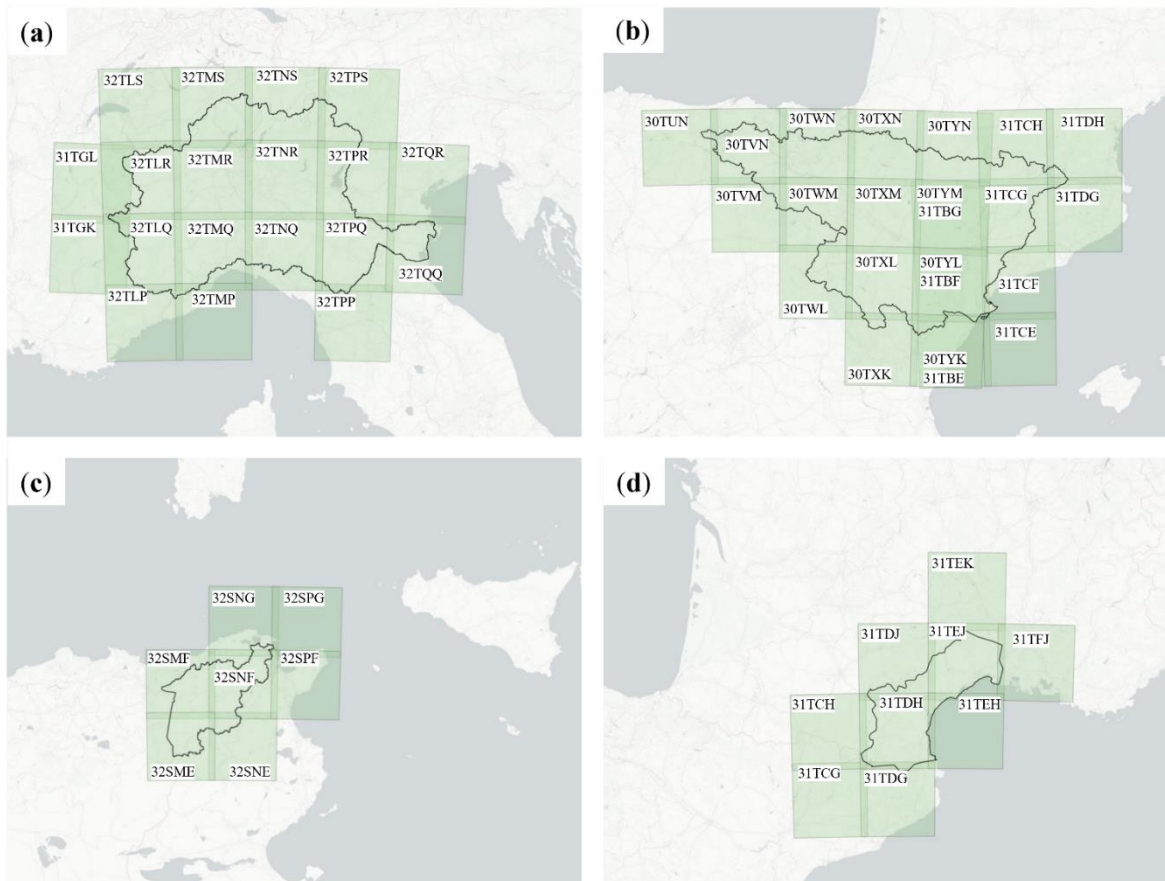 (a)
32TLS 32TMS 32TNS 32TPS
31TGL 32TLR 32TMR 32TNR 32TPR 32TQR
31TGK 32TLQ 32TMQ 32TNQ 32TPQ
32TQQ
32TLP 32TMP 32TPP
(b)
30TUN 30TVN 30TWN 30TXN 30TYN 31TCH 31TDH
30TVM 30TWM 30TXM 30TYM 31TCG 31TDG
31TBG
30TXL 30TYL
31TBF 31TCF
30TWL
31TCE
30TXK 30TYK
31TBE
(c)
32SNG 32SPG
32SMF 32SNF 32SPF
32SME 32SNE
(d)
31TEK
31TDJ 31TEJ 31TFJ
31TCH 31TDH 31TEH
31TCG 31TDG